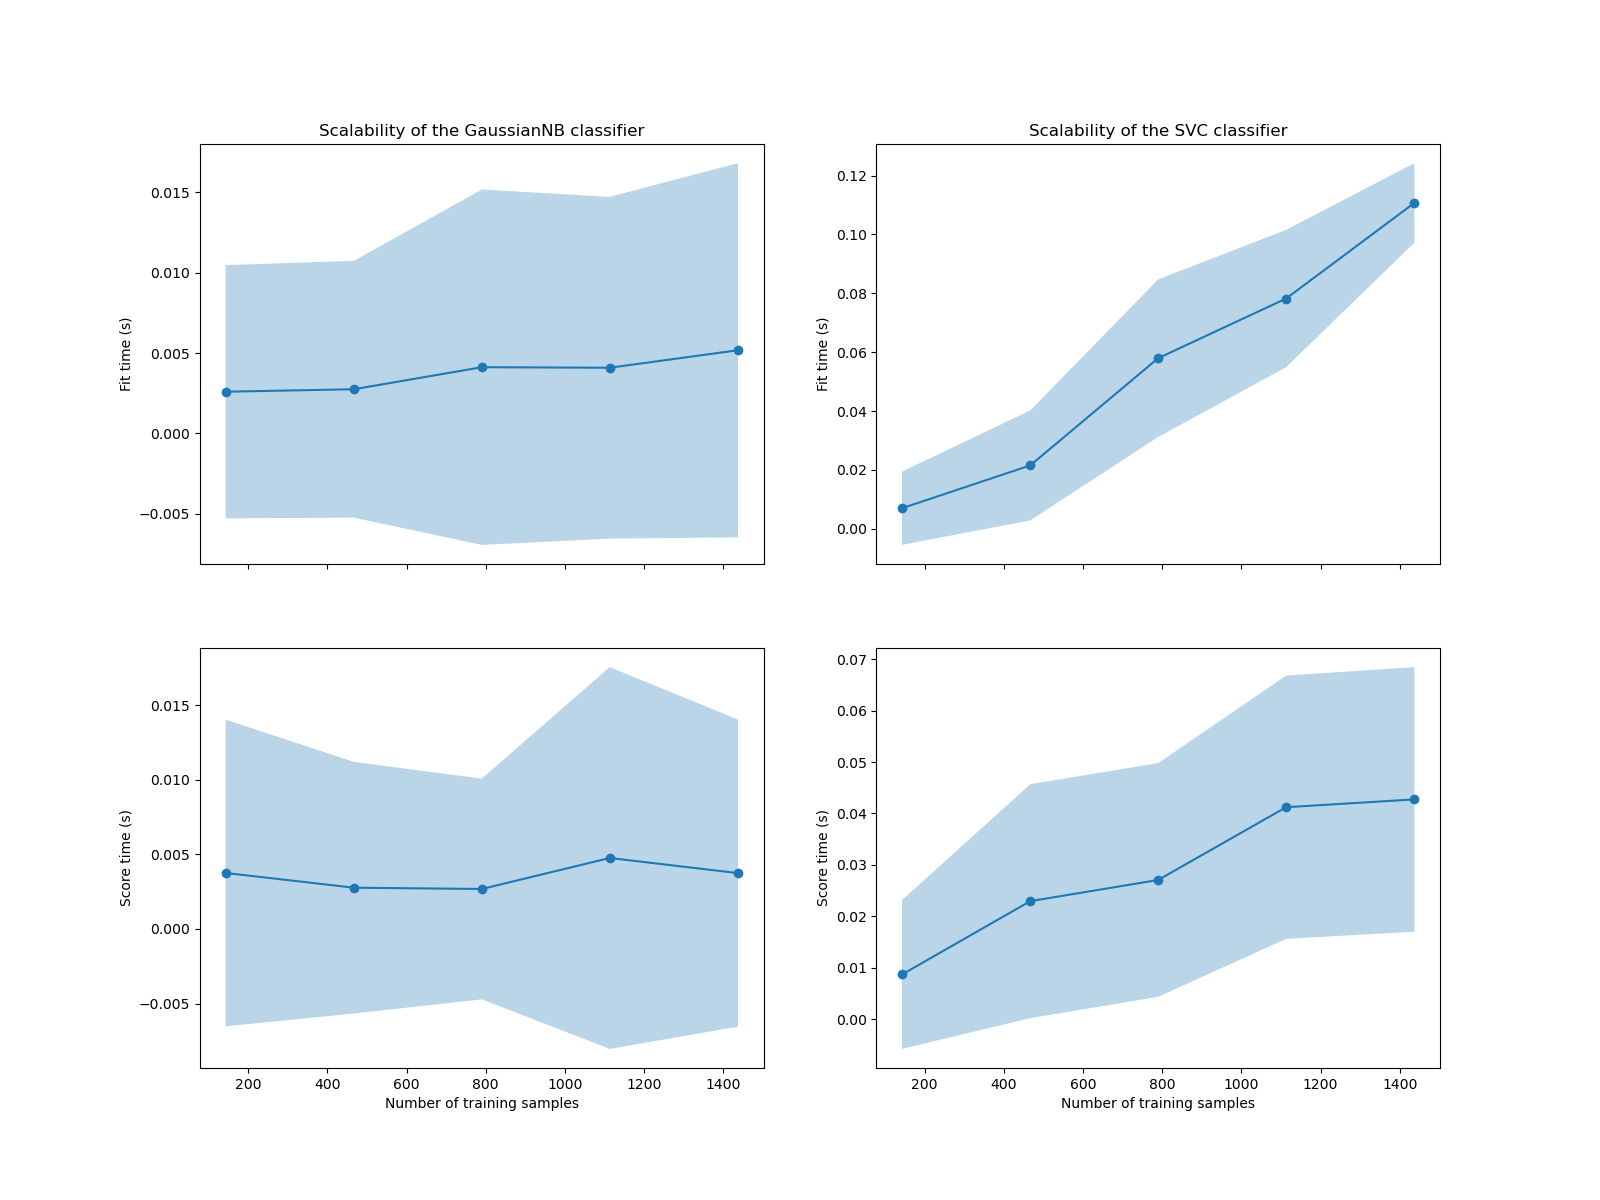 Scalability of the GaussianNB classifier
0.015
0.010
0.005
0.000
−0.005
Fit time (s)
Scalability of the SVC classifier
0.12
0.10
0.08
0.06
0.04
0.02
0.00
Fit time (s)
0.015
0.010
0.005
0.000
−0.005
Score time (s)
200 400 600 800 1000 1200 1400
Number of training samples
0.07
0.06
0.05
0.04
0.03
0.02
0.01
0.00
Score time (s)
200 400 600 800 1000 1200 1400
Number of training samples